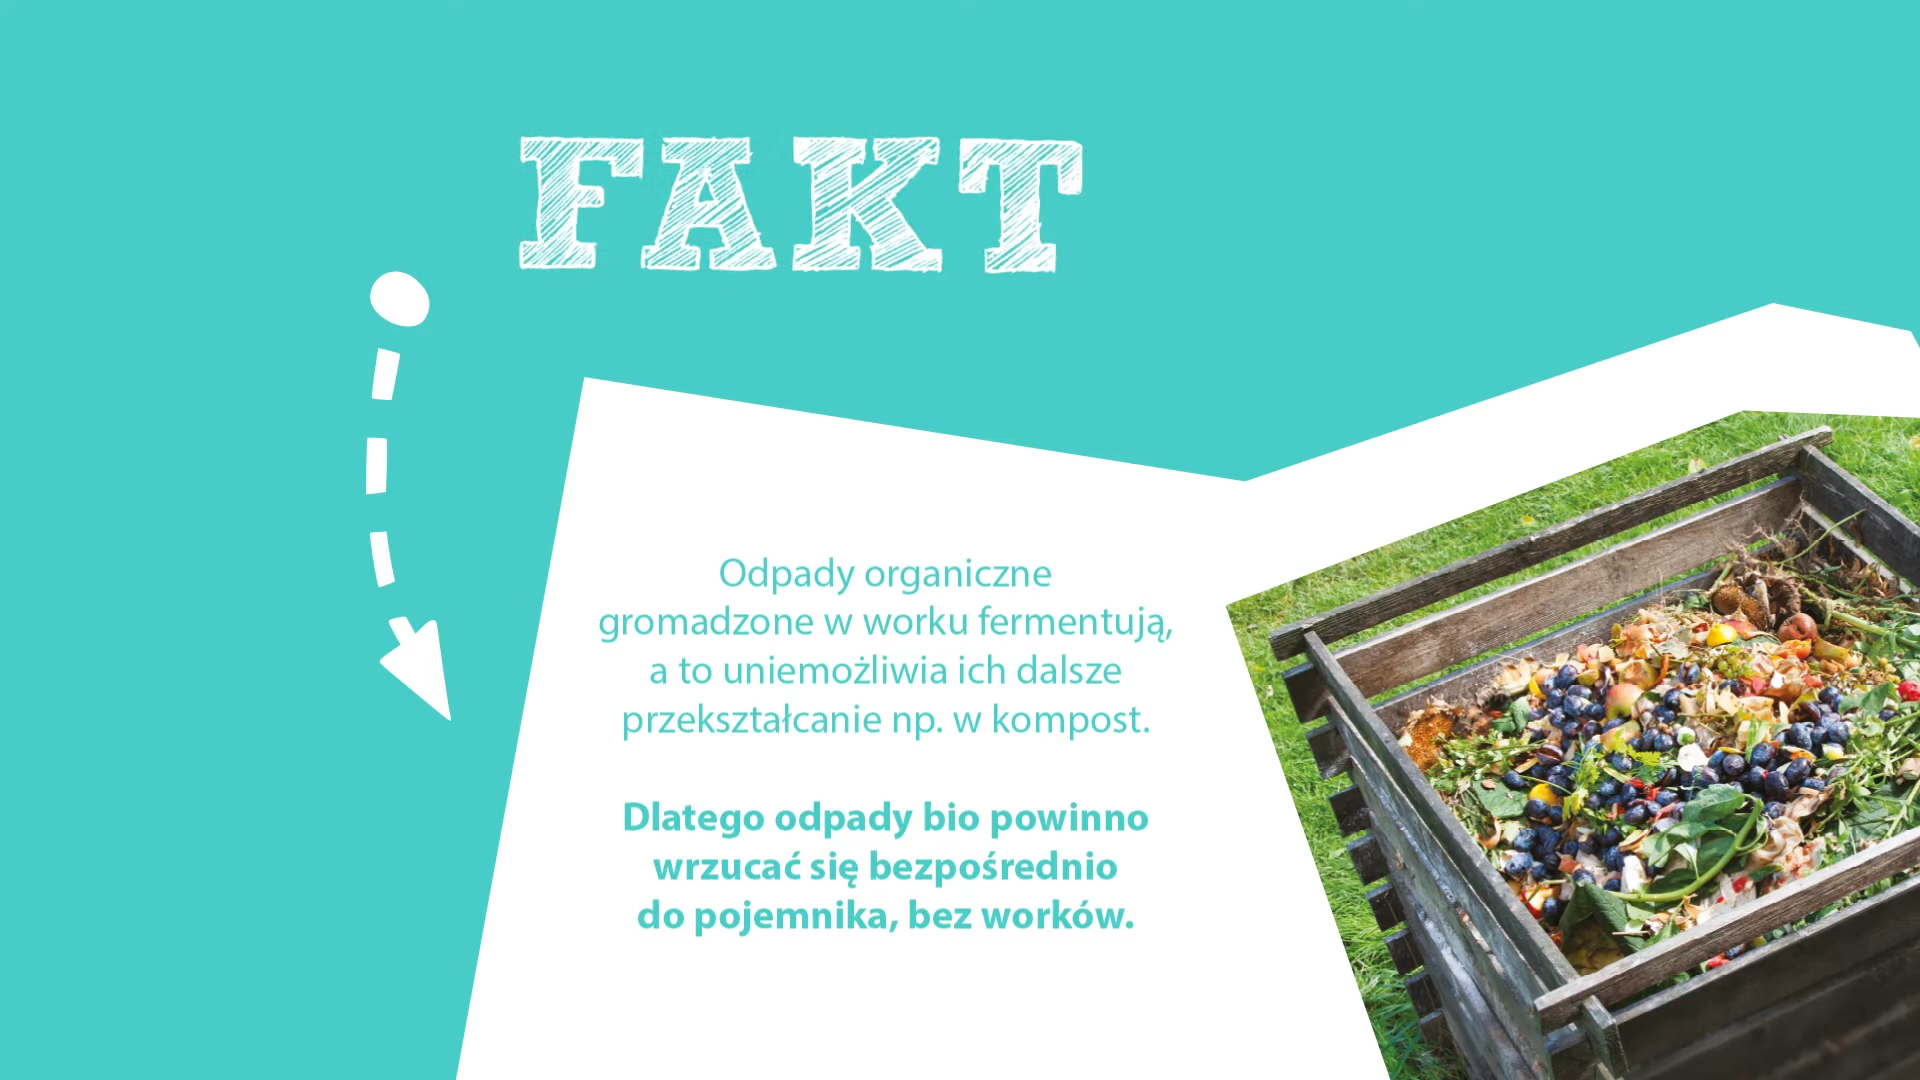 FAKT
Odpady organiczne
gromadzone w worku fermentują,
a to uniemożliwia ich dalsze
przekształcanie np. w kompost.
Dlatego odpady bio powinno
wrzucać się bezpośrednio
do pojemnika, bez worków.